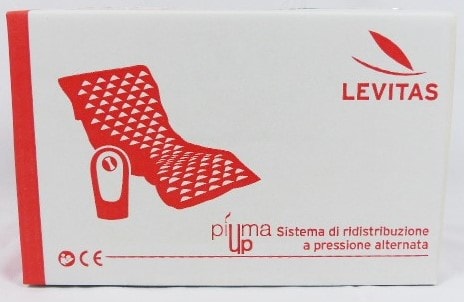 LEVITAS
piuma
Up
Sistema di ridistribuzione
a pressione alternata
CE